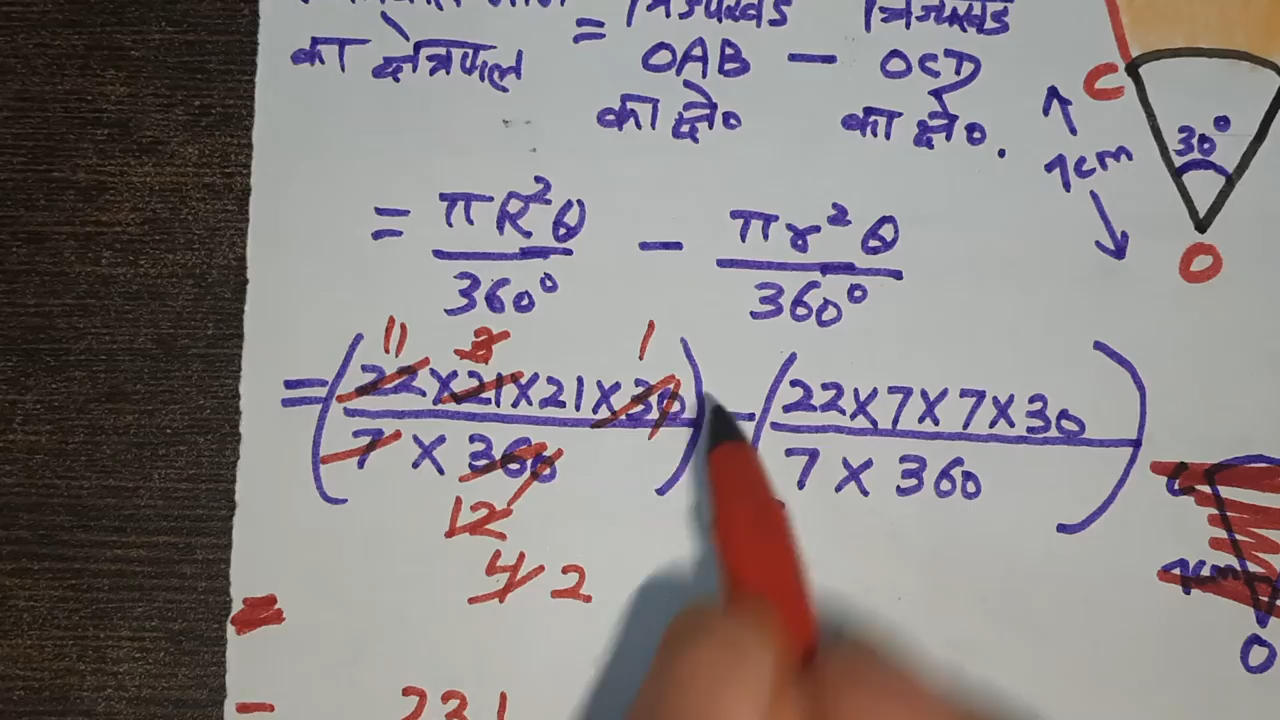 = त्रिज्यखंड त्रिज्यखंड
का क्षेत्रफल OAB - OCD
का क्षे० का क्षे०.
C
30°
7cm
O
= πR²θ/360° - πr²θ/360°
11 3 1
=(22×21×21×30/7×360) - (22×7×7×30/7×360)
12
4 2
7cm
O
=
- 231